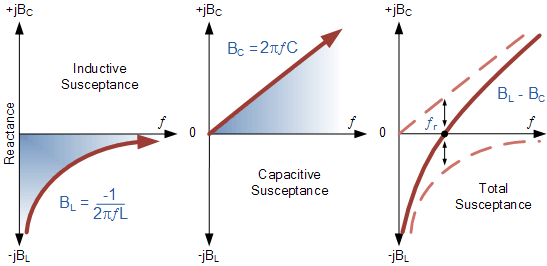 +jBC
Inductive
Susceptance
Reactance
f
BL = -1
2πfL
-jBL
+jBC
BC = 2πfC
0
f
Capacitive
Susceptance
-jBL
+jBC
BL - BC
0
fr
f
Total
Susceptance
-jBL